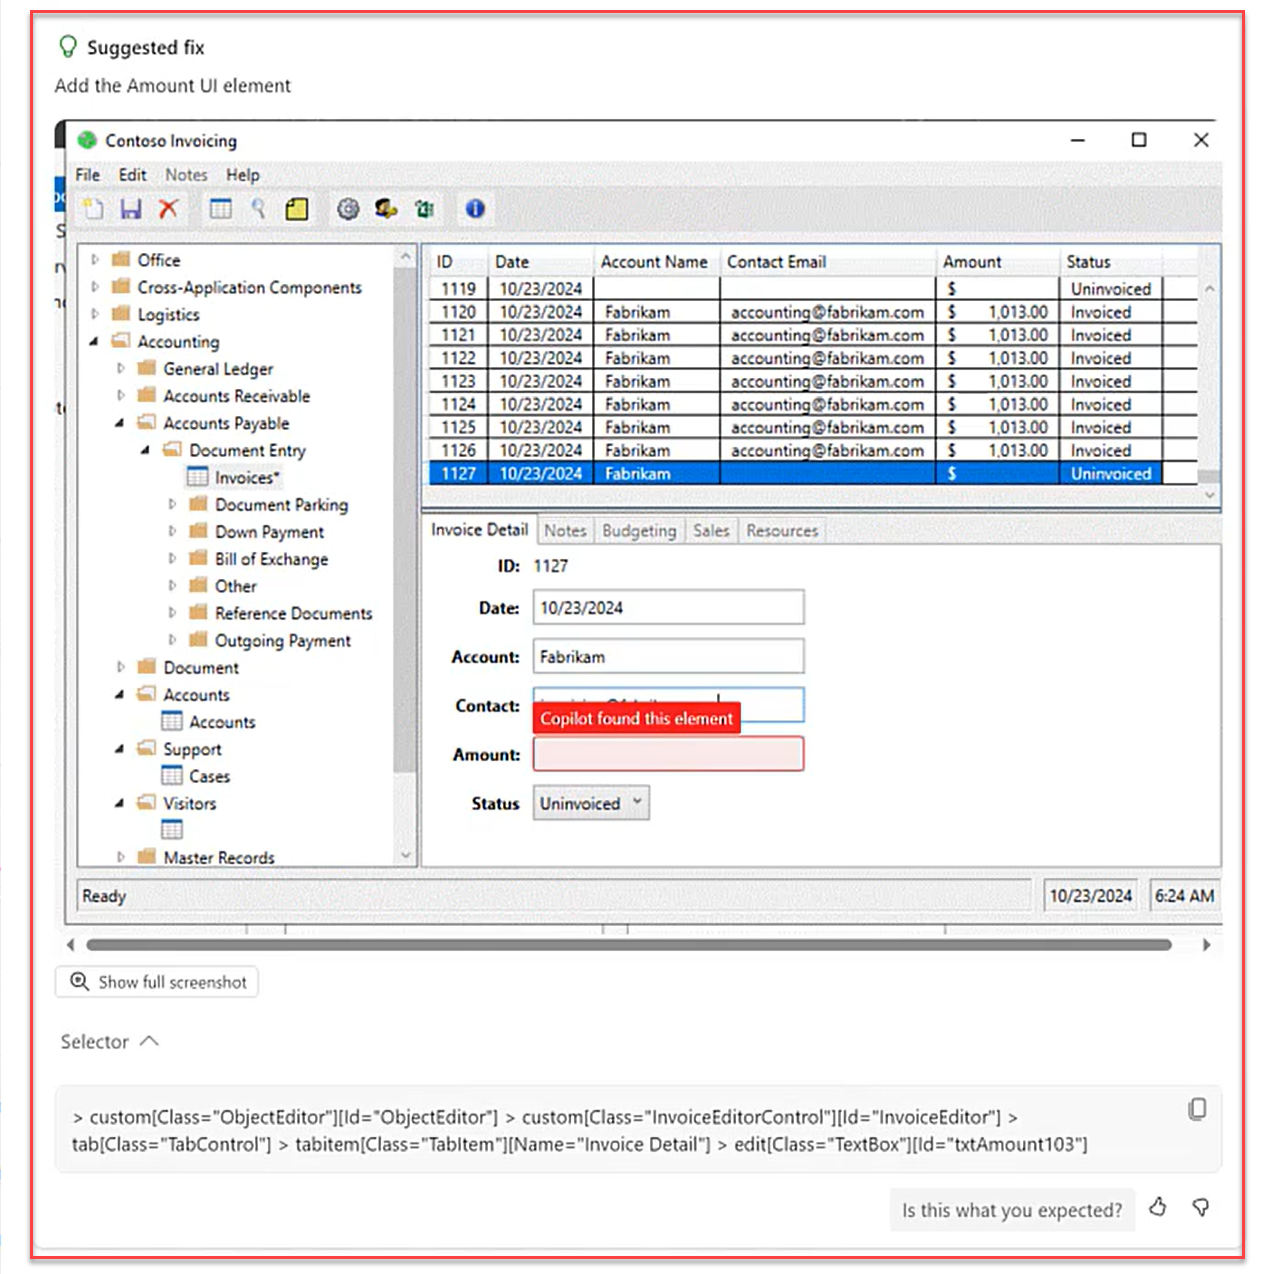 Suggested fix
Add the Amount UI element
Contoso Invoicing
File Edit Notes Help
Office
Cross-Application Components
Logistics
Accounting
General Ledger
Accounts Receivable
Accounts Payable
Document Entry
Invoices*
Document Parking
Down Payment
Bill of Exchange
Other
Reference Documents
Outgoing Payment
Document
Accounts
Accounts
Support
Cases
Visitors
Master Records
ID Date Account Name Contact Email Amount Status
1119 10/23/2024 $ Uninvoiced
1120 10/23/2024 Fabrikam accounting@fabrikam.com $ 1,013.00 Invoiced
1121 10/23/2024 Fabrikam accounting@fabrikam.com $ 1,013.00 Invoiced
1122 10/23/2024 Fabrikam accounting@fabrikam.com $ 1,013.00 Invoiced
1123 10/23/2024 Fabrikam accounting@fabrikam.com $ 1,013.00 Invoiced
1124 10/23/2024 Fabrikam accounting@fabrikam.com $ 1,013.00 Invoiced
1125 10/23/2024 Fabrikam accounting@fabrikam.com $ 1,013.00 Invoiced
1126 10/23/2024 Fabrikam accounting@fabrikam.com $ 1,013.00 Invoiced
1127 10/23/2024 Fabrikam $ Uninvoiced
Invoice Detail Notes Budgeting Sales Resources
ID: 1127
Date: 10/23/2024
Account: Fabrikam
Contact:
Copilot found this element
Amount:
Status Uninvoiced
Ready 10/23/2024 6:24 AM
Show full screenshot
Selector
> custom[Class="ObjectEditor"][Id="ObjectEditor"] > custom[Class="InvoiceEditorControl"][Id="InvoiceEditor"] >
tab[Class="TabControl"] > tabitem[Class="TabItem"][Name="Invoice Detail"] > edit[Class="TextBox"][Id="txtAmount103"]
Is this what you expected?